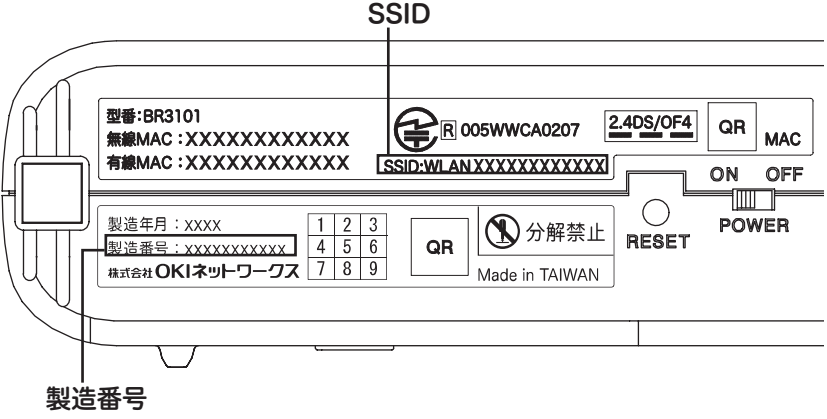 SSID
型番:BR3101
無線MAC:XXXXXXXXXXXX
有線MAC:XXXXXXXXXXXX
R 005WWCA0207
2.4DS/OF4
QR MAC
SSID:WLANXXXXXXXXXXXX
ON OFF
POWER
RESET
製造年月:XXXX
製造番号:XXXXXXXXXXX
株式会社OKIネットワークス
1 2 3
4 5 6
7 8 9
QR
分解禁止
Made in TAIWAN
製造番号